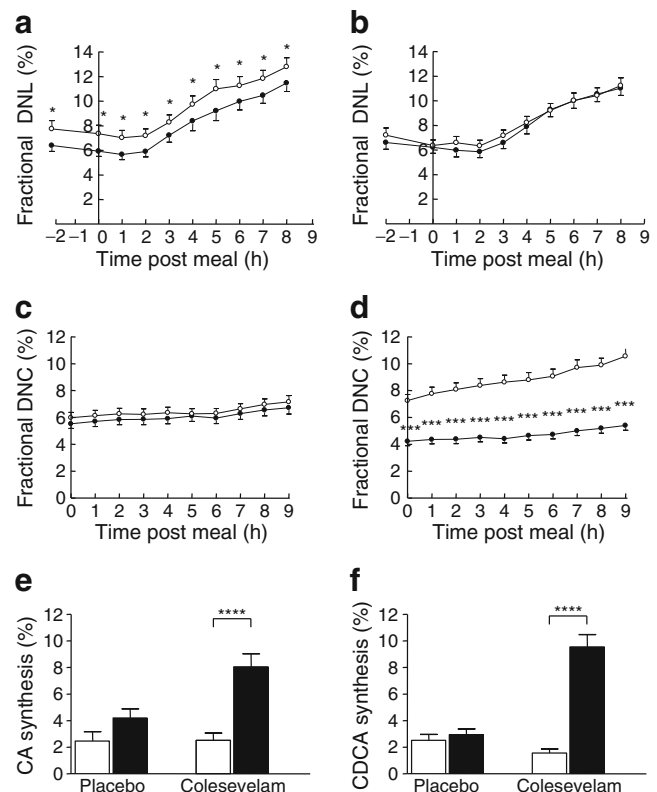 a
b
Fractional DNL (%)
14
12
10
8
6
4
2
* * * * * * * * * *
–2 –1 0 1 2 3 4 5 6 7 8 9
Time post meal (h)
Fractional DNL (%)
14
12
10
8
6
4
2
–2 –1 0 1 2 3 4 5 6 7 8 9
Time post meal (h)
c
d
Fractional DNC (%)
12
10
8
6
4
2
0
0 1 2 3 4 5 6 7 8 9
Time post meal (h)
Fractional DNC (%)
12
10
8
6
4
2
0
*** *** *** *** *** *** *** *** *** ***
0 1 2 3 4 5 6 7 8 9
Time post meal (h)
e
f
CA synthesis (%)
12
10
8
6
4
2
0
****
Placebo Colesevelam
CDCA synthesis (%)
12
10
8
6
4
2
0
****
Placebo Colesevelam